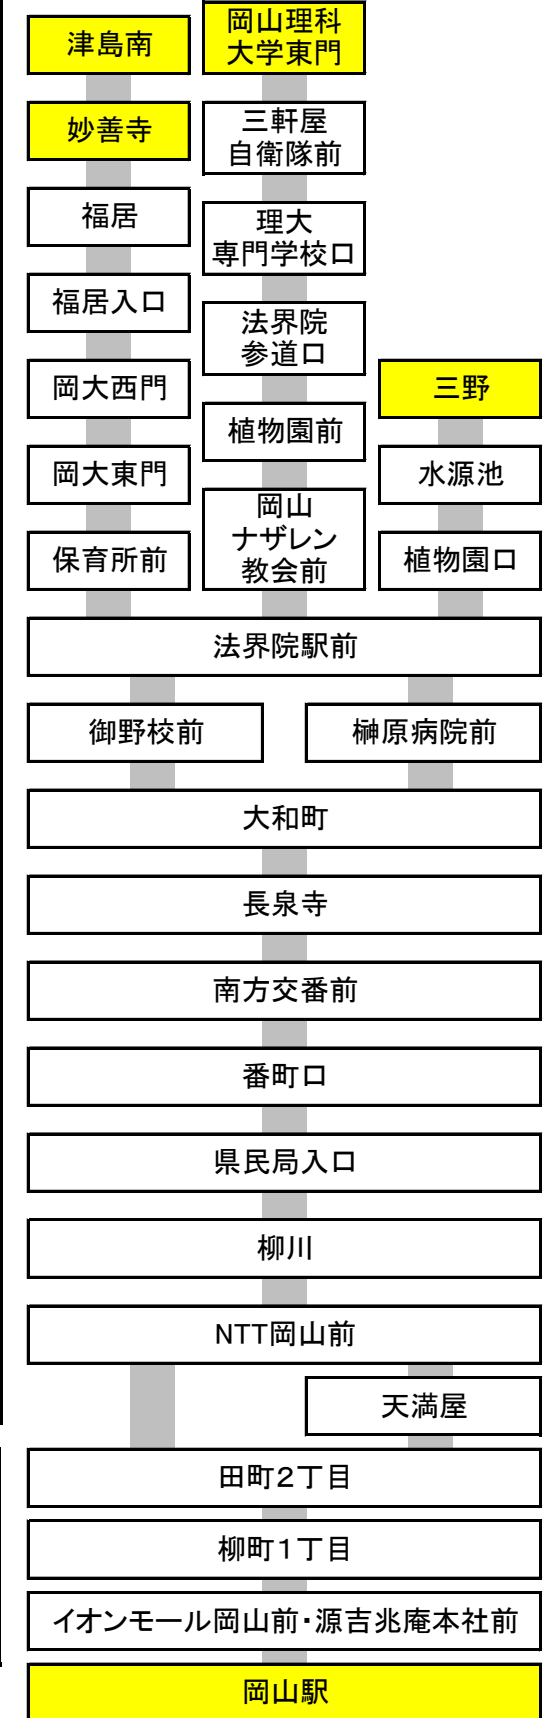 津島南
妙善寺
福居
福居入口
岡大西門
岡大東門
保育所前
岡山理科
大学東門
三軒屋
自衛隊前
理大
専門学校口
法界院
参道口
植物園前
岡山
ナザレン
教会前
三野
水源池
植物園口
法界院駅前
御野校前
榊原病院前
大和町
長泉寺
南方交番前
番町口
県民局入口
柳川
NTT岡山前
天満屋
田町2丁目
柳町1丁目
イオンモール岡山前・源吉兆庵本社前
岡山駅